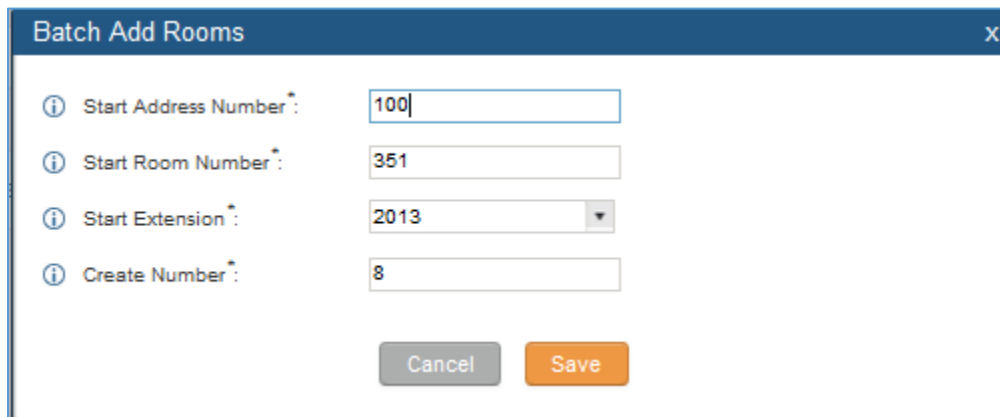 Batch Add Rooms x
Start Address Number*: 100
Start Room Number*: 351
Start Extension*: 2013
Create Number*: 8
Cancel Save